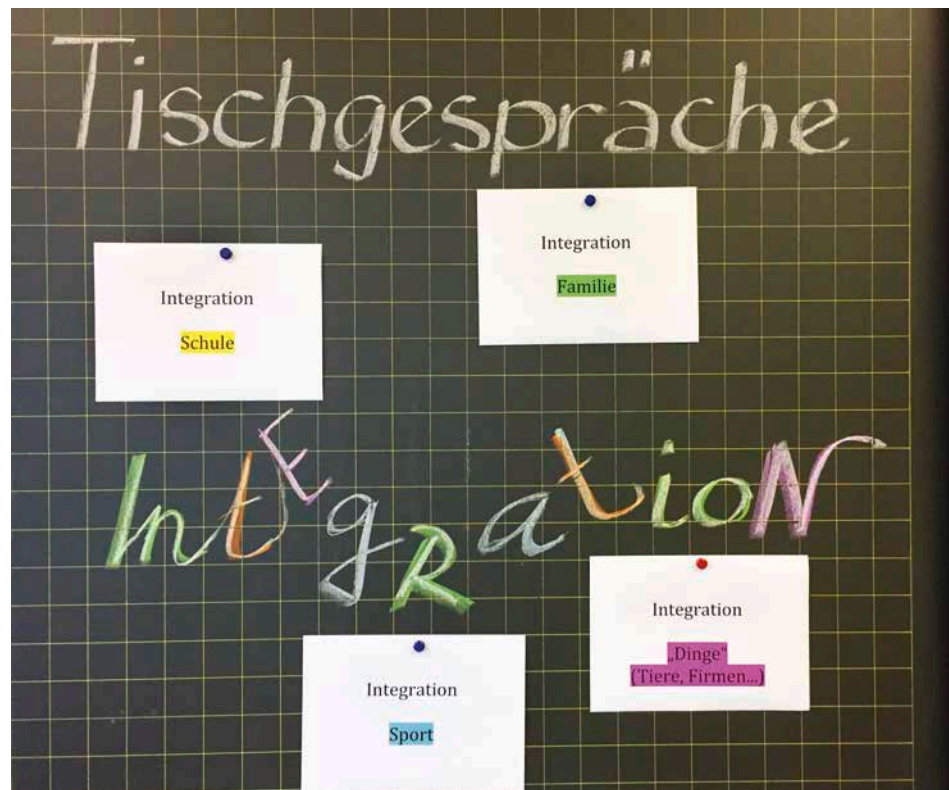 Tischgespräche
Integration
Familie
Integration
Schule
IntEgRatioN
Integration
„Dinge“
(Tiere, Firmen...)
Integration
Sport